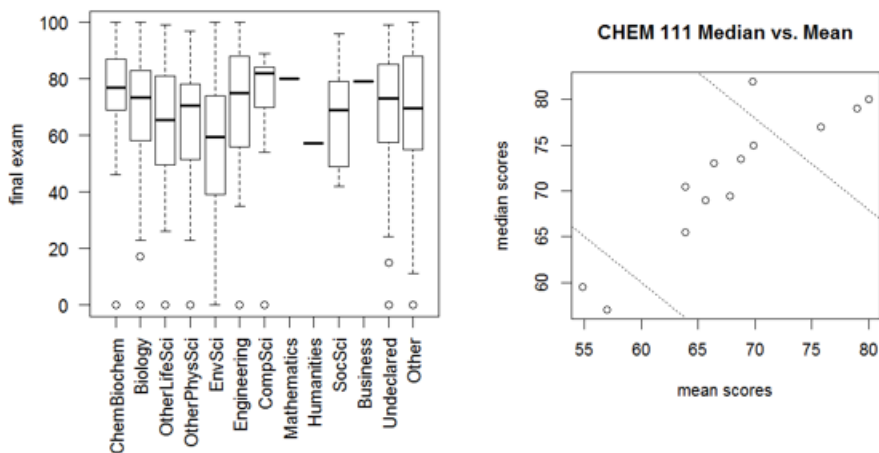 100
80
60
40
20
0
final exam
ChemBiochem
Biology
OtherLifeSci
OtherPhysSci
EnvSci
Engineering
CompSci
Mathematics
Humanities
SocSci
Business
Undeclared
Other
CHEM 111 Median vs. Mean
80
75
70
65
60
median scores
55 60 65 70 75 80
mean scores